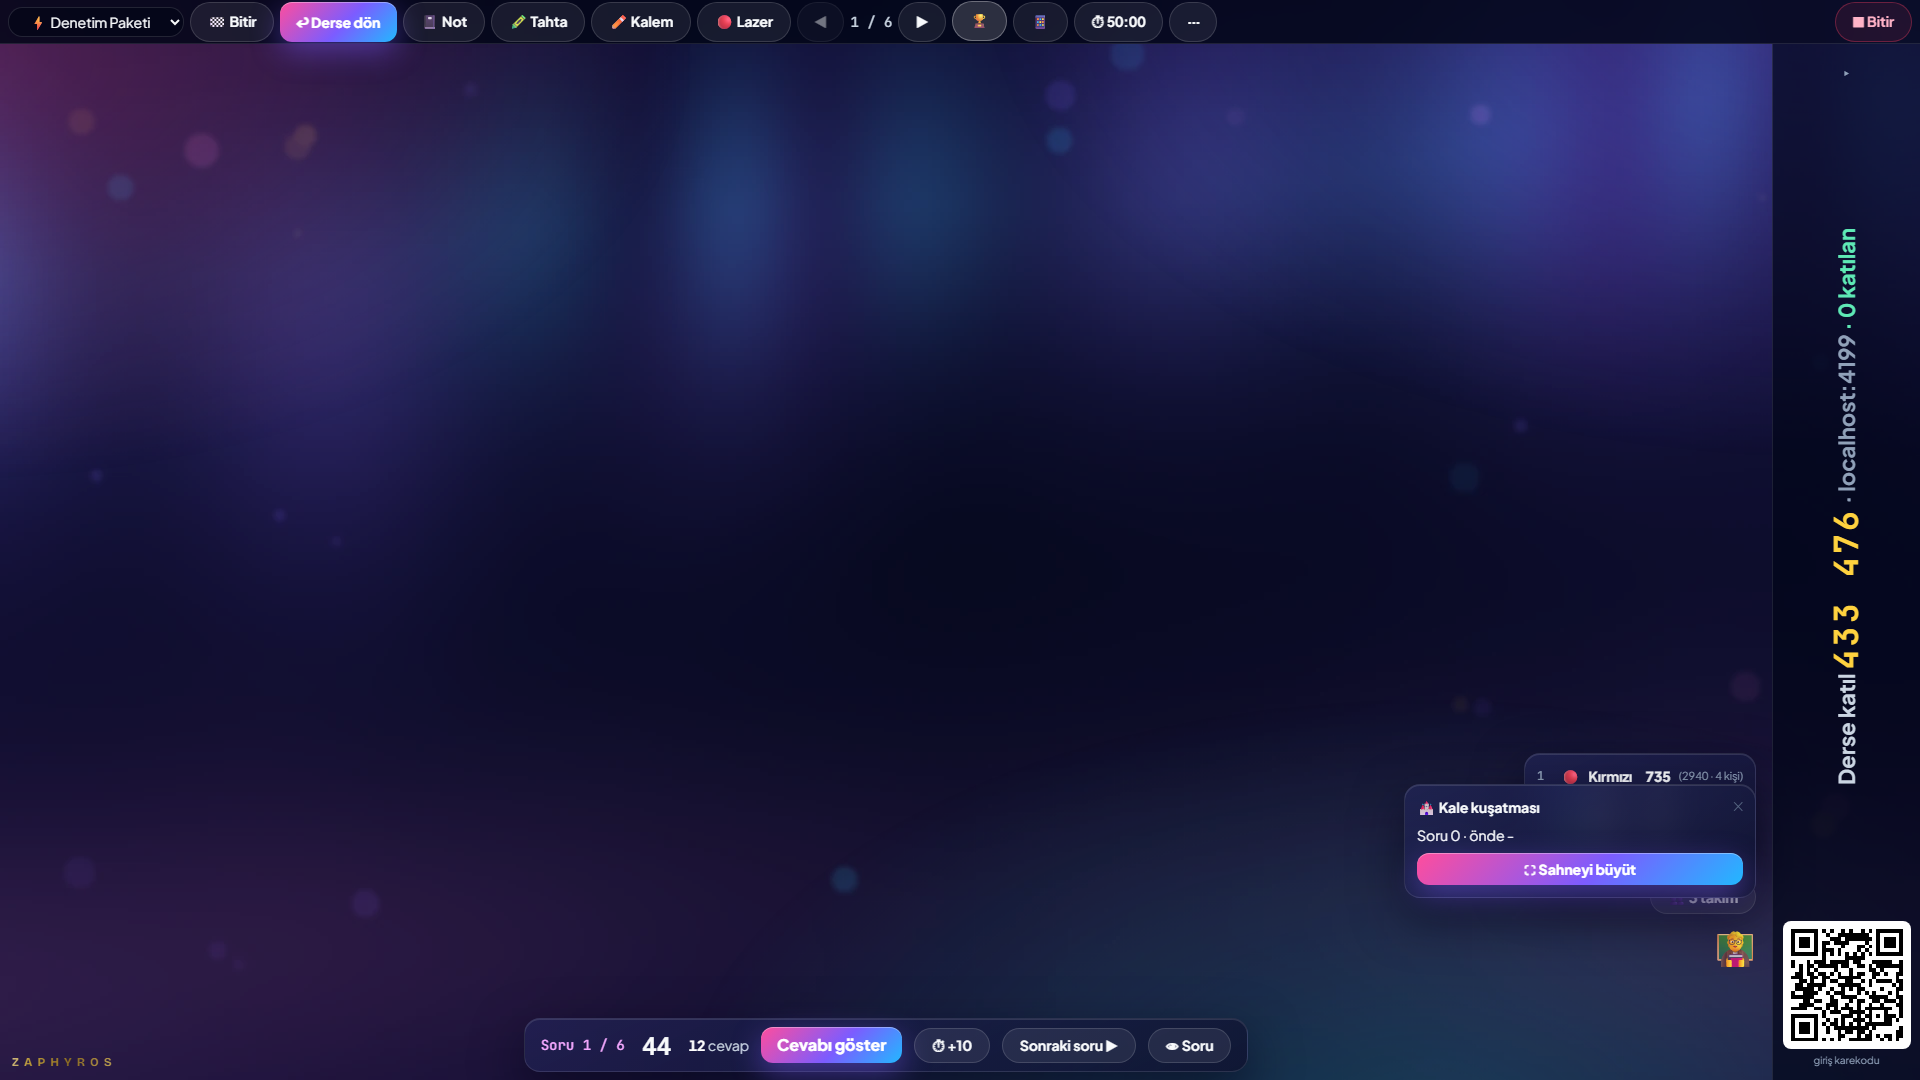 Denetim Paketi
Bitir
Derse dön
Not
Tahta
Kalem
Lazer
1 / 6
50:00
Bitir
Derse katıl 433 476 · localhost:4199 · 0 katılan
1 Kırmızı 735 (2940 · 4 kişi)
Kale kuşatması
Soru 0 · önde -
Sahneyi büyüt
takım
Soru 1 / 6 44 12 cevap Cevabı göster +10 Sonraki soru Soru
ZAPHYROS
giriş karekodu